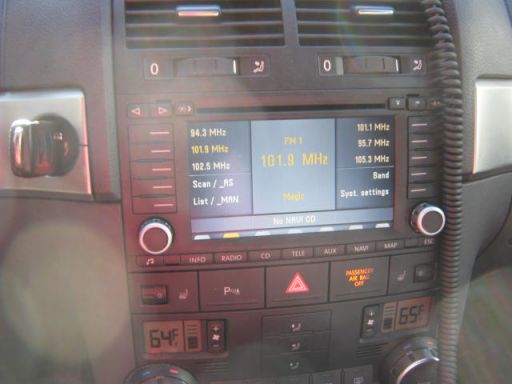 0 0
94.3 MHz FM 1 101.1 MHz
101.9 MHz 101.9 MHz 95.7 MHz
102.5 MHz 105.3 MHz
Scan / _AS Band
List / _MAN Magic Syst. settings
No NAVI CD
INFO RADIO CD TELE AUX NAVI MAP ESC
PASSENGER
AIR BAG
OFF
64F 65F